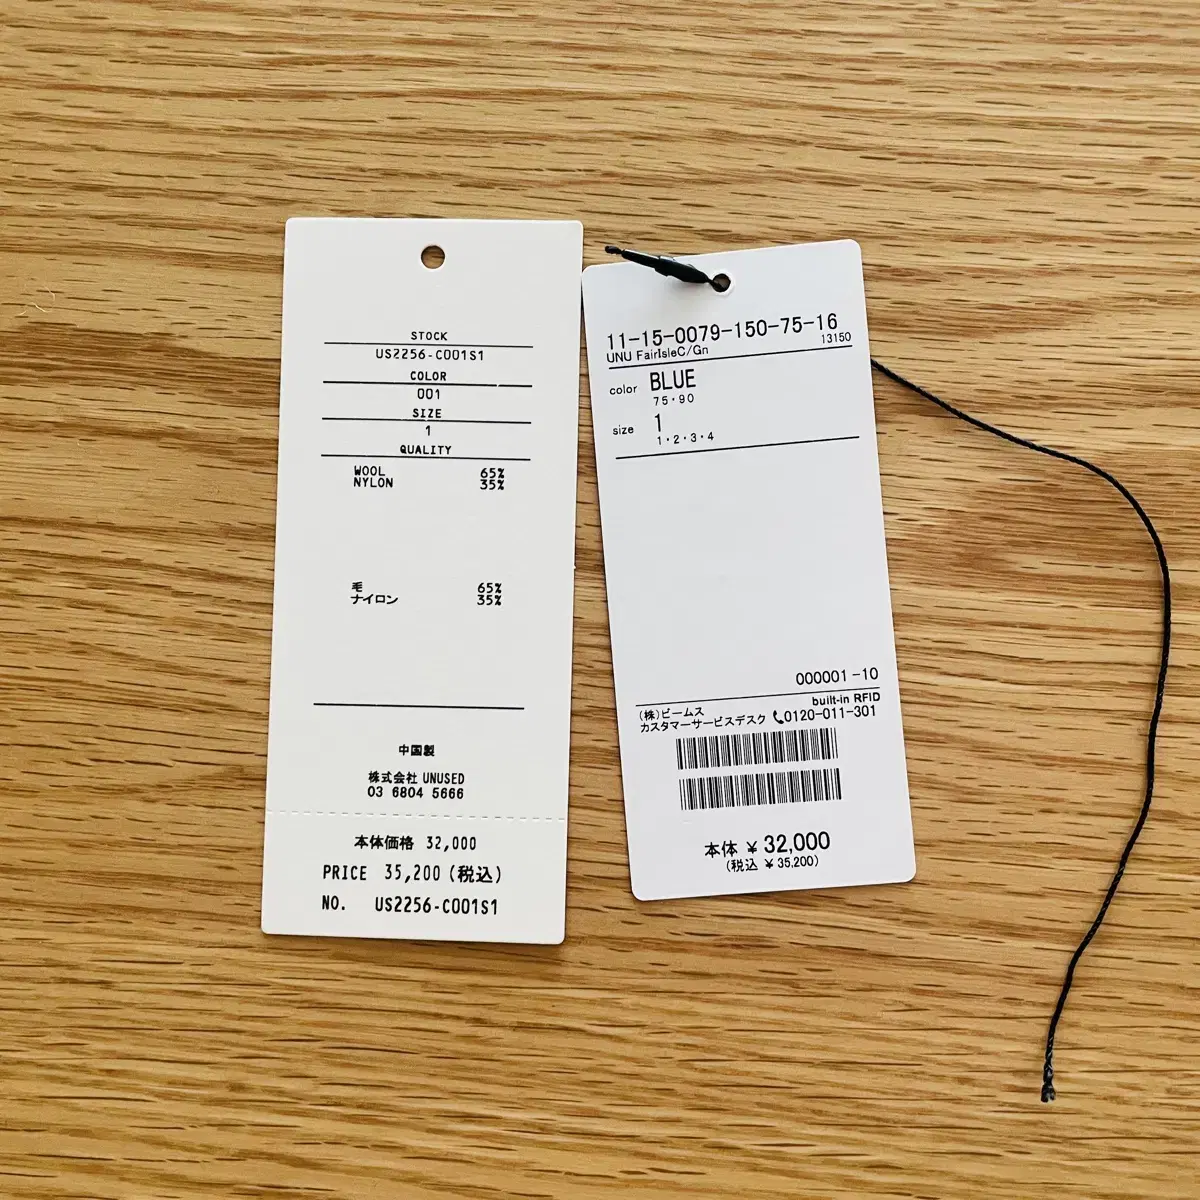 STOCK
US2256-C001S1
COLOR
001
SIZE
1
QUALITY
WOOL 65%
NYLON 35%
毛 65%
ナイロン 35%
中国製
株式会社 UNUSED
03 6804 5666
本体価格 32,000
PRICE 35,200(税込)
NO. US2256-C001S1
11-15-0079-150-75-16
UNU FairIsleC/Gn 13150
color BLUE
75・90
size 1
1・2・3・4
000001-10
built-in RFID
(株)ビームス
カスタマーサービスデスク 📞0120-011-301
本体 ¥32,000
(税込 ¥35,200)